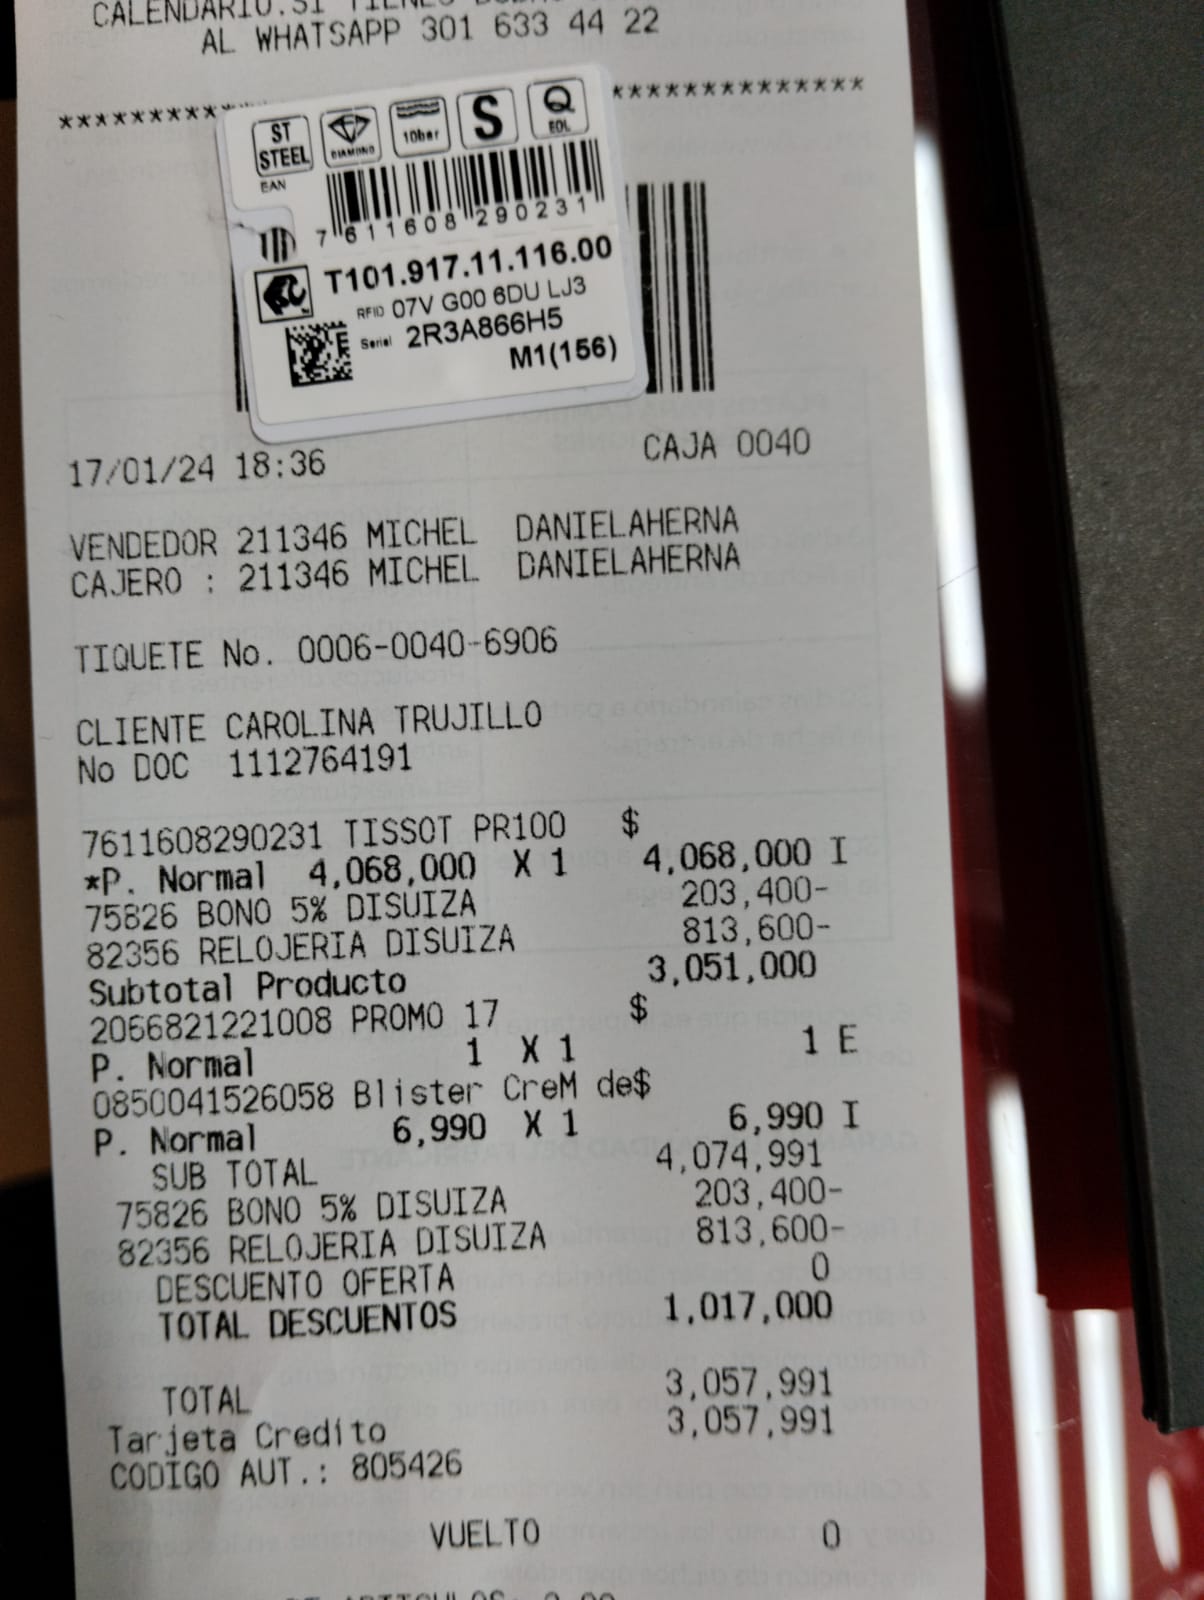 CALENDARIO.SI TIENES
AL WHATSAPP 301 633 44 22
ST STEEL DIAMOND 10bar S Q EOL
EAN
7 611608 290231
T101.917.11.116.00
RFID 07V G00 6DU LJ3
Serial 2R3A866H5
M1(156)
17/01/24 18:36 CAJA 0040
VENDEDOR 211346 MICHEL DANIELAHERNA
CAJERO : 211346 MICHEL DANIELAHERNA
TIQUETE No. 0006-0040-6906
CLIENTE CAROLINA TRUJILLO
No DOC 1112764191
7611608290231 TISSOT PR100 $
*P. Normal 4,068,000 X 1 4,068,000 I
75826 BONO 5% DISUIZA 203,400-
82356 RELOJERIA DISUIZA 813,600-
Subtotal Producto 3,051,000
2066821221008 PROMO 17 $
P. Normal 1 X 1 1 E
0850041526058 Blister CreM de$
P. Normal 6,990 X 1 6,990 I
SUB TOTAL 4,074,991
75826 BONO 5% DISUIZA 203,400-
82356 RELOJERIA DISUIZA 813,600-
DESCUENTO OFERTA 0
TOTAL DESCUENTOS 1,017,000
TOTAL 3,057,991
Tarjeta Credito 3,057,991
CODIGO AUT.: 805426
VUELTO 0